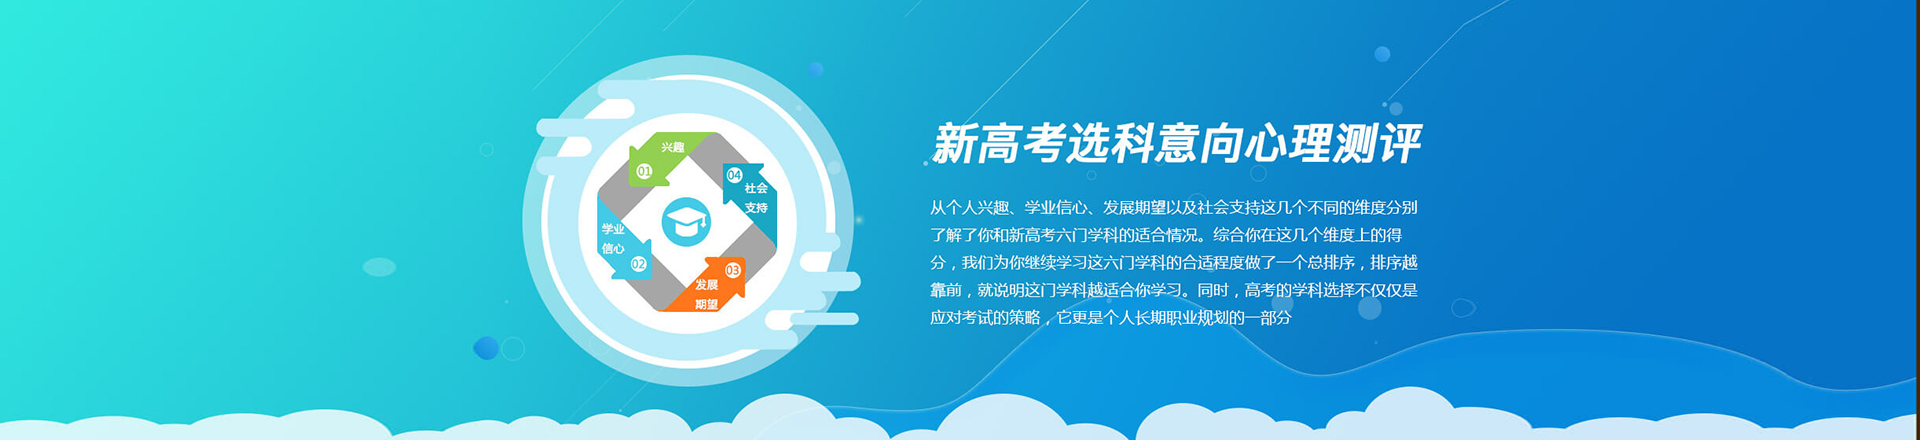 兴趣
01
04
社会
支持
学业
信心
02
03
发展
期望
新高考选科意向心理测评
从个人兴趣、学业信心、发展期望以及社会支持这几个不同的维度分别
了解了你和新高考六门学科的适合情况。综合你在这几个维度上的得
分，我们为你继续学习这六门学科的合适程度做了一个总排序，排序越
靠前，就说明这门学科越适合你学习。同时，高考的学科选择不仅仅是
应对考试的策略，它更是个人长期职业规划的一部分